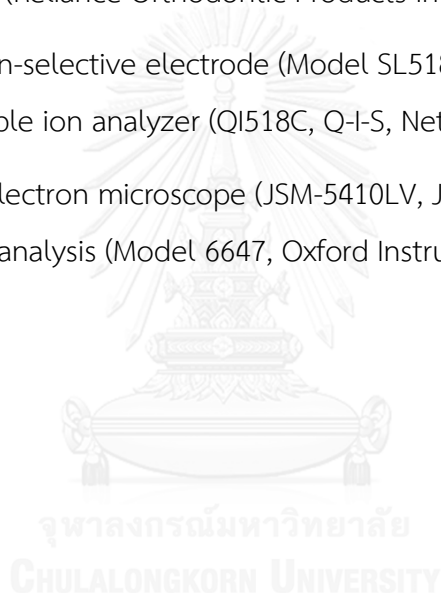 (Reliance Orthodontic Products In
n-selective electrode (Model SL518
ple ion analyzer (QI518C, Q-I-S, Net
lectron microscope (JSM-5410LV, J
analysis (Model 6647, Oxford Instru
จุฬาลงกรณ์มหาวิทยาลัย
CHULALONGKORN UNIVERSITY